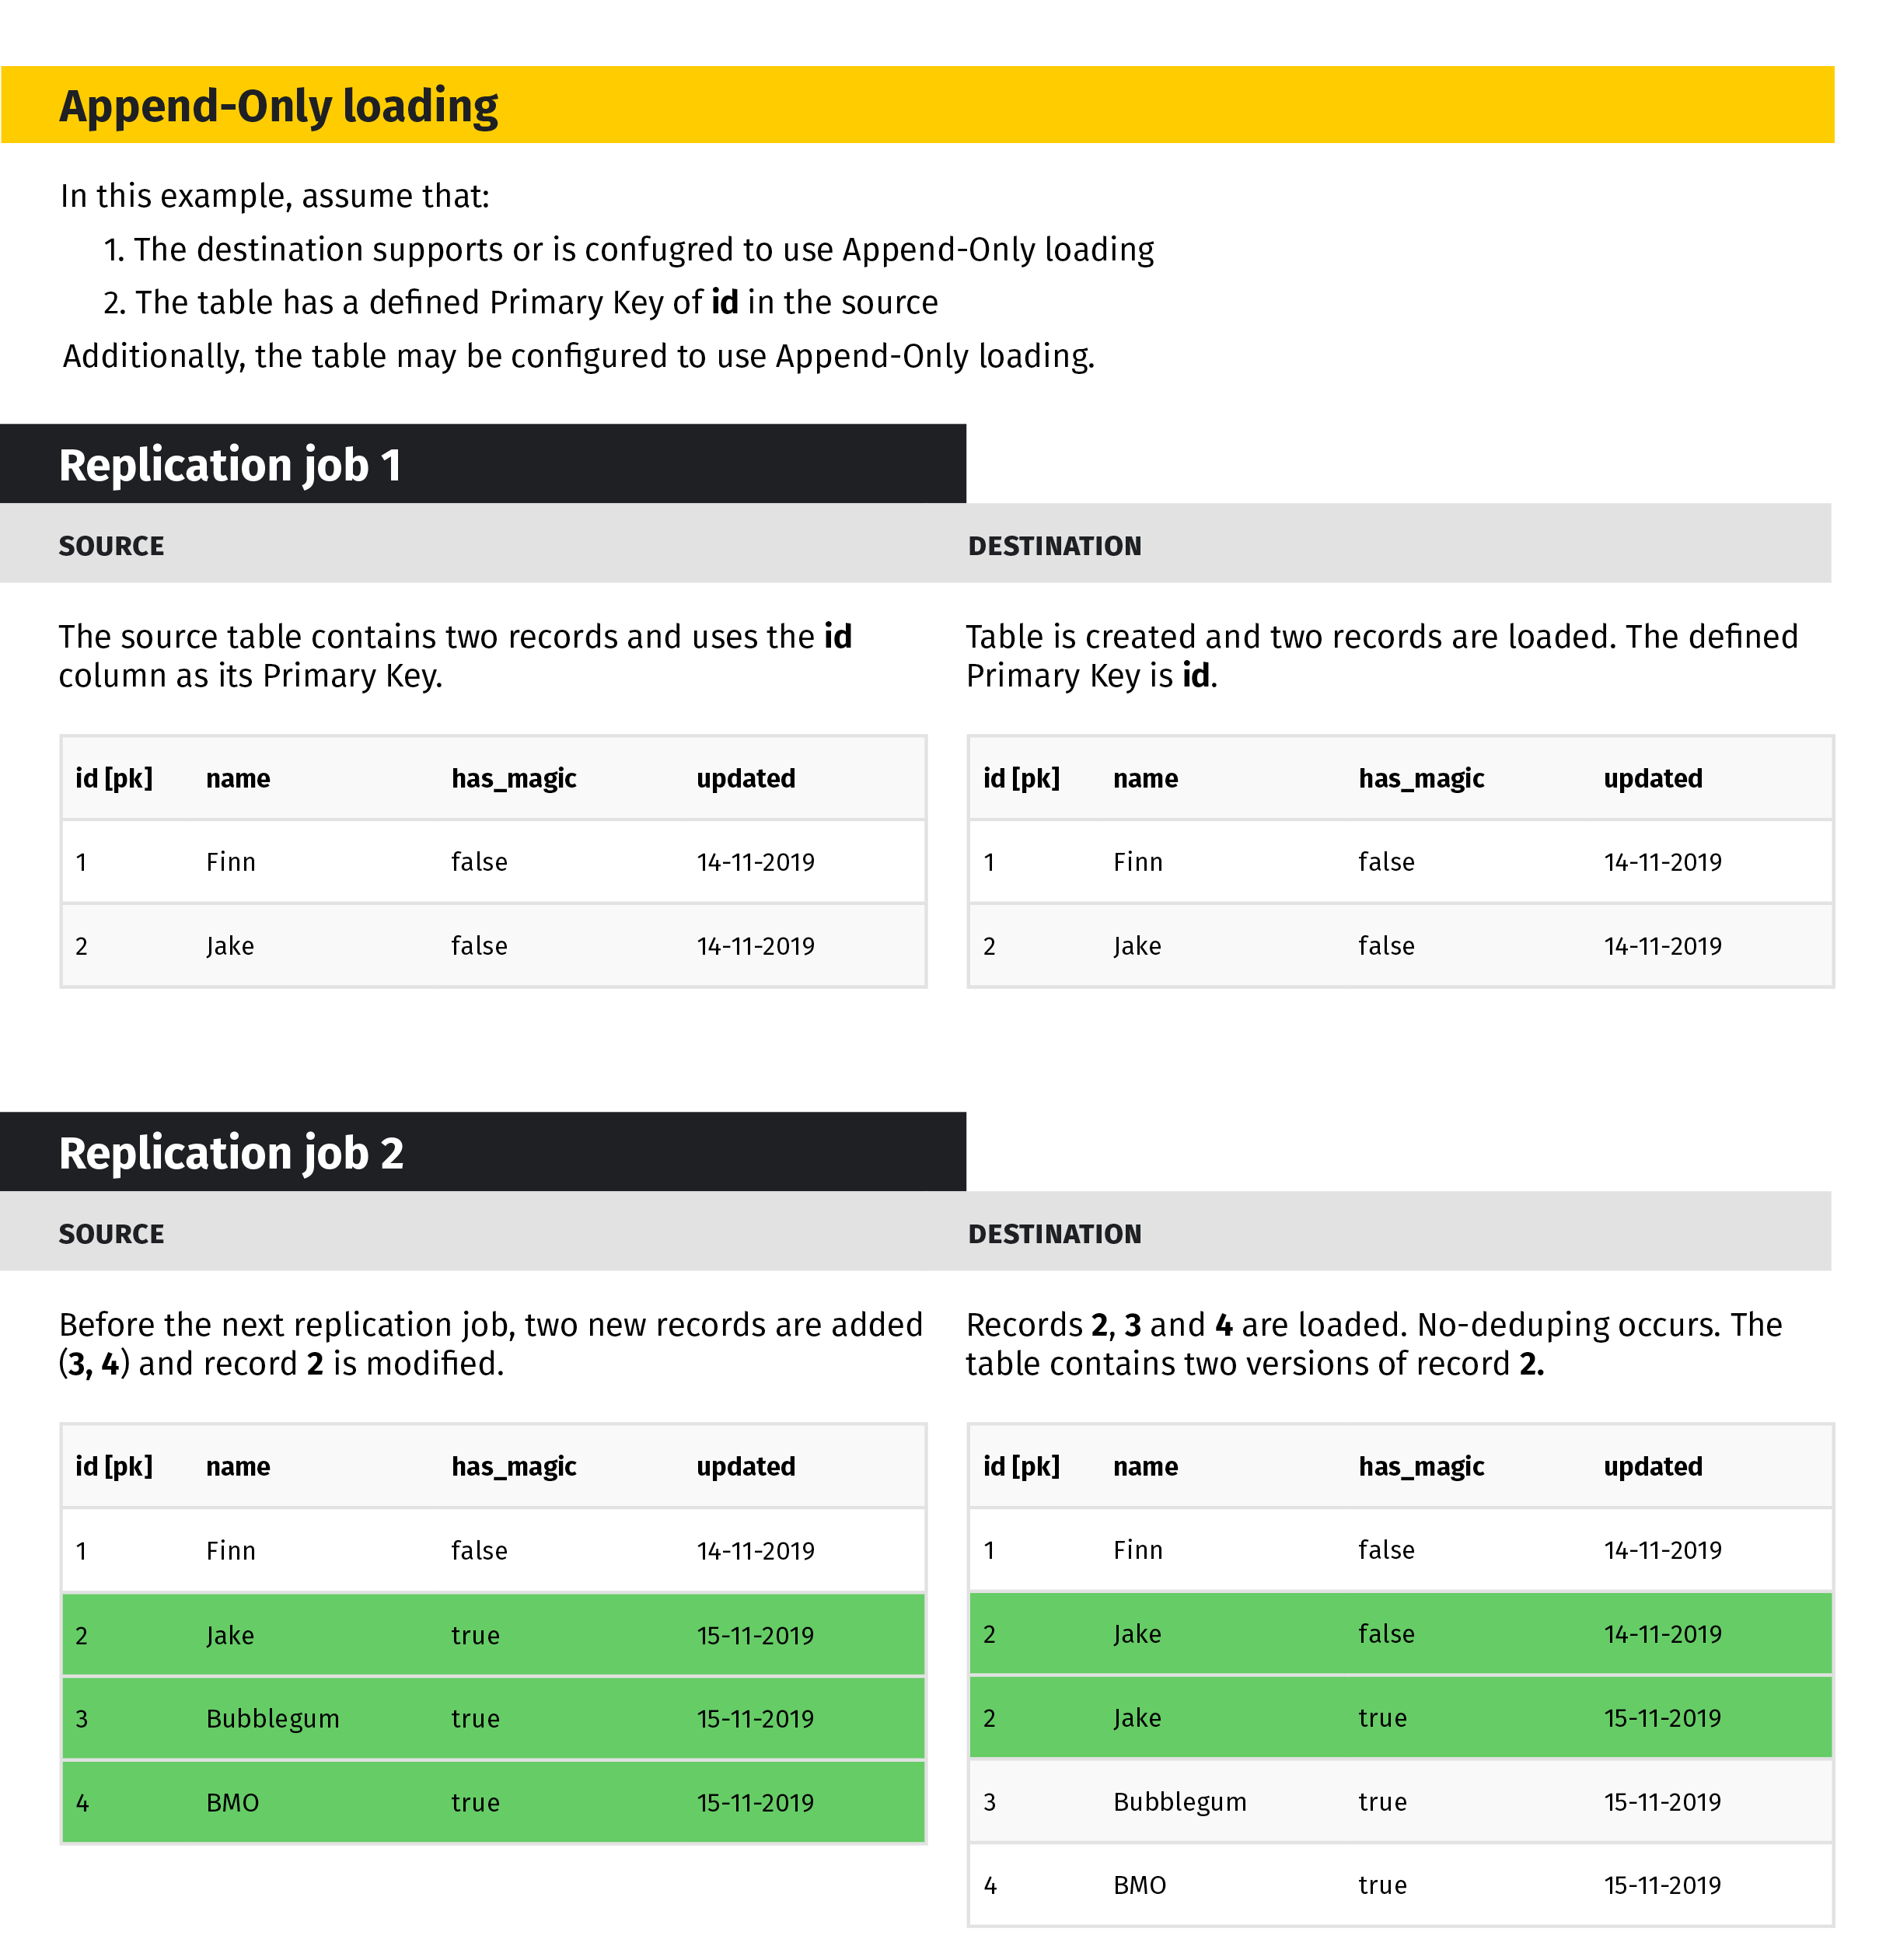 Append-Only loading
In this example, assume that:
1. The destination supports or is confugred to use Append-Only loading
2. The table has a defined Primary Key of id in the source
Additionally, the table may be configured to use Append-Only loading.
Replication job 1
SOURCE
The source table contains two records and uses the id
column as its Primary Key.
id [pk] name has_magic updated
1 Finn false 14-11-2019
2 Jake false 14-11-2019
DESTINATION
Table is created and two records are loaded. The defined
Primary Key is id.
id [pk] name has_magic updated
1 Finn false 14-11-2019
2 Jake false 14-11-2019
Replication job 2
SOURCE
Before the next replication job, two new records are added
(3, 4) and record 2 is modified.
id [pk] name has_magic updated
1 Finn false 14-11-2019
2 Jake true 15-11-2019
3 Bubblegum true 15-11-2019
4 BMO true 15-11-2019
DESTINATION
Records 2, 3 and 4 are loaded. No-deduping occurs. The
table contains two versions of record 2.
id [pk] name has_magic updated
1 Finn false 14-11-2019
2 Jake false 14-11-2019
2 Jake true 15-11-2019
3 Bubblegum true 15-11-2019
4 BMO true 15-11-2019